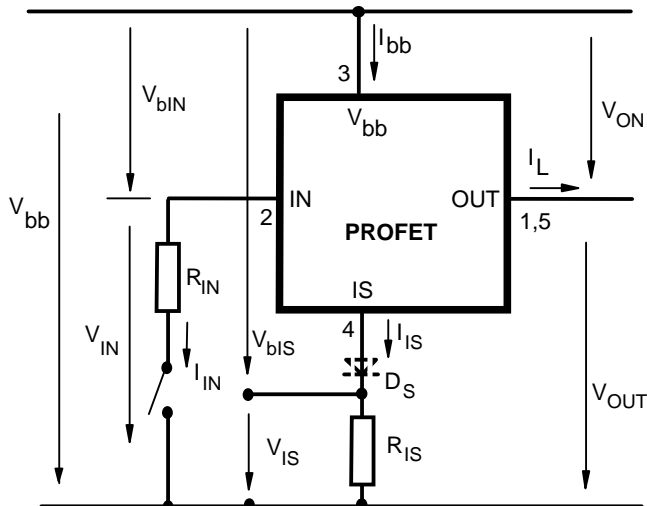 I_bb
3
V_bIN
V_bb
V_ON
I_L
IN
OUT
V_bb
2
PROFET
1,5
R_IN
IS
V_IN
4
I_IS
V_bIS
I_IN
D_S
V_OUT
V_IS
R_IS